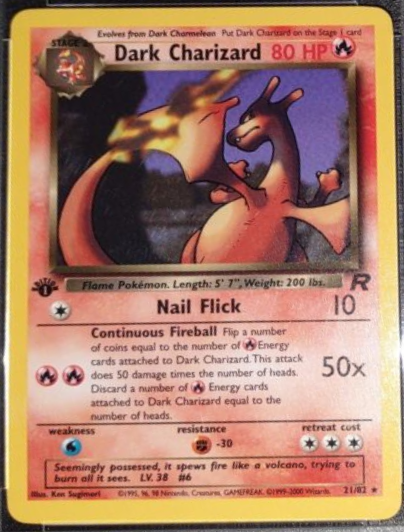 Evolves from Dark Charmeleon Put Dark Charizard on the Stage 1 card
STAGE 2
Dark Charizard 80 HP
Flame Pokémon. Length: 5' 7", Weight: 200 lbs.
EDITION
1
R
Nail Flick 10
Continuous Fireball Flip a number
of coins equal to the number of Energy
cards attached to Dark Charizard. This attack
does 50 damage times the number of heads.
50x
Discard a number of Energy cards
attached to Dark Charizard equal to the
number of heads.
weakness resistance retreat cost
-30
Seemingly possessed, it spews fire like a volcano, trying to
burn all it sees. LV. 38 #6
Illus. Ken Sugimori ©1995, 96, 98 Nintendo, Creatures, GAMEFREAK. ©1999-2000 Wizards. 21/82 ★